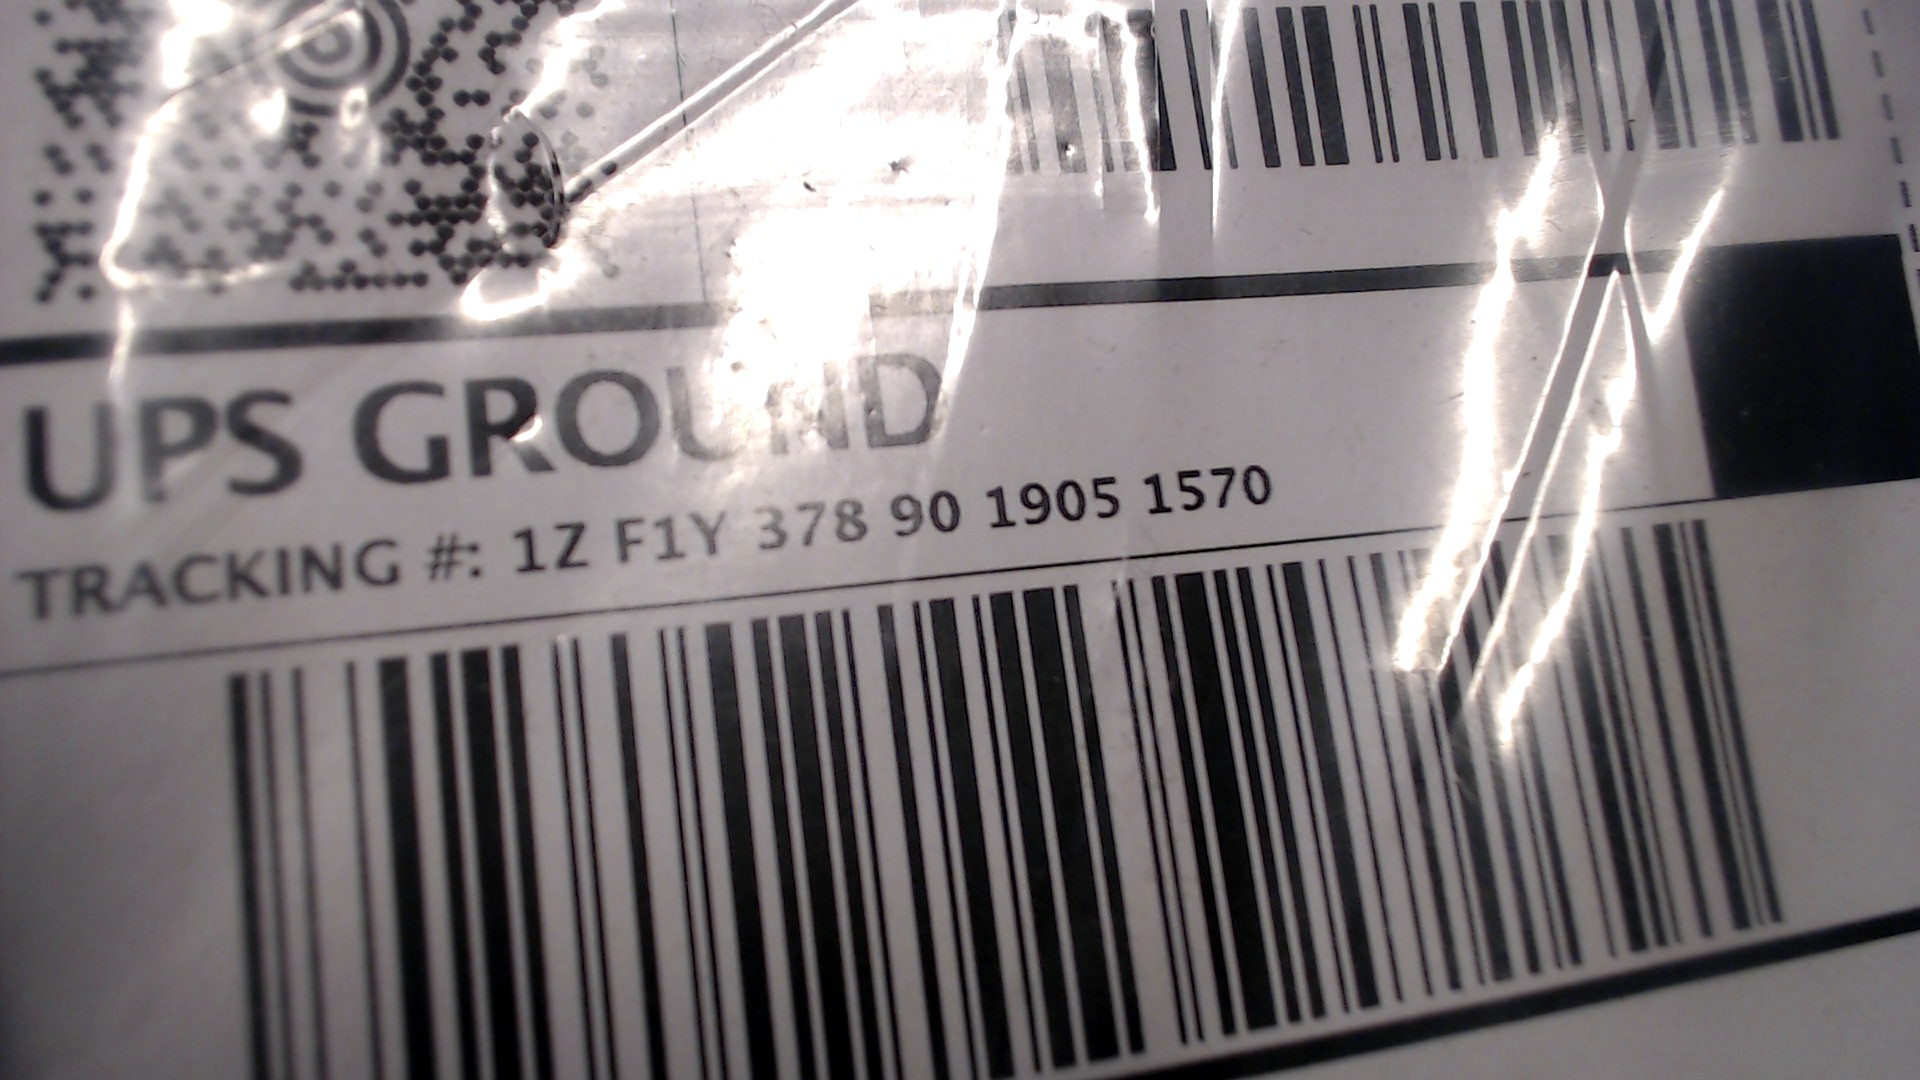 UPS GROUND
TRACKING #: 1Z F1Y 378 90 1905 1570